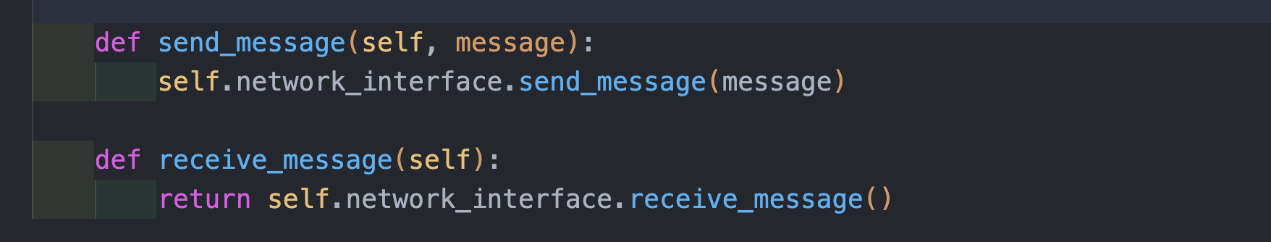 def send_message(self, message):
self.network_interface.send_message(message)
def receive_message(self):
return self.network_interface.receive_message()